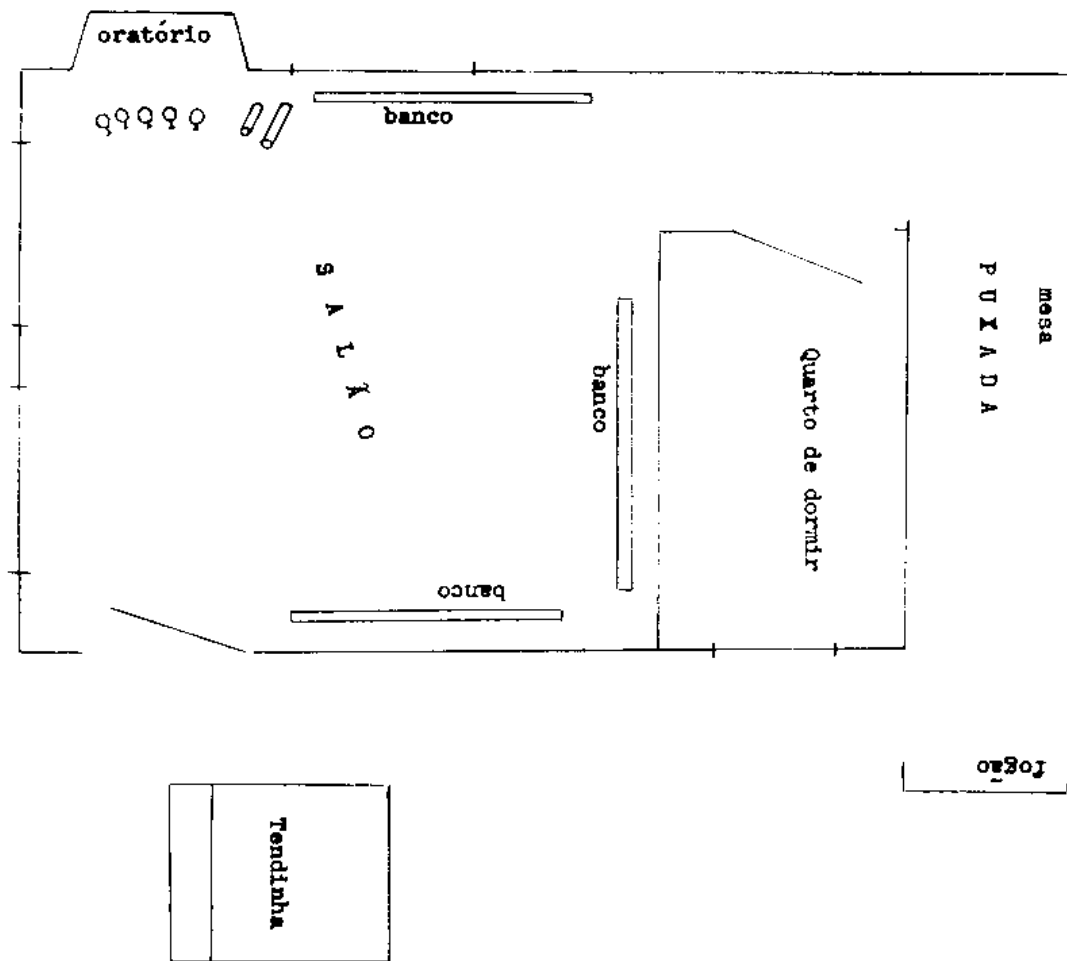 oratório
banco
SALÃO
banco
banco
Quarto de dormir
PUXADA
mesa
fogão
Tendinha